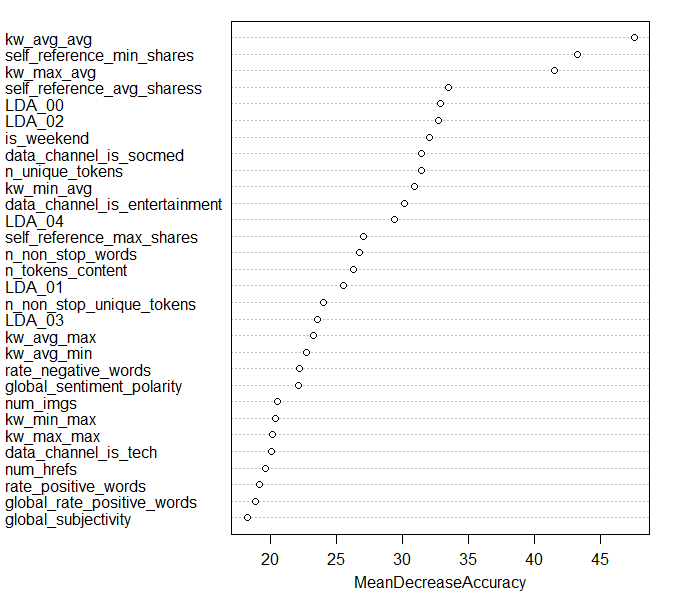 kw_avg_avg
self_reference_min_shares
kw_max_avg
self_reference_avg_sharess
LDA_00
LDA_02
is_weekend
data_channel_is_socmed
n_unique_tokens
kw_min_avg
data_channel_is_entertainment
LDA_04
self_reference_max_shares
n_non_stop_words
n_tokens_content
LDA_01
n_non_stop_unique_tokens
LDA_03
kw_avg_max
kw_avg_min
rate_negative_words
global_sentiment_polarity
num_imgs
kw_min_max
kw_max_max
data_channel_is_tech
num_hrefs
rate_positive_words
global_rate_positive_words
global_subjectivity
20 25 30 35 40 45
MeanDecreaseAccuracy